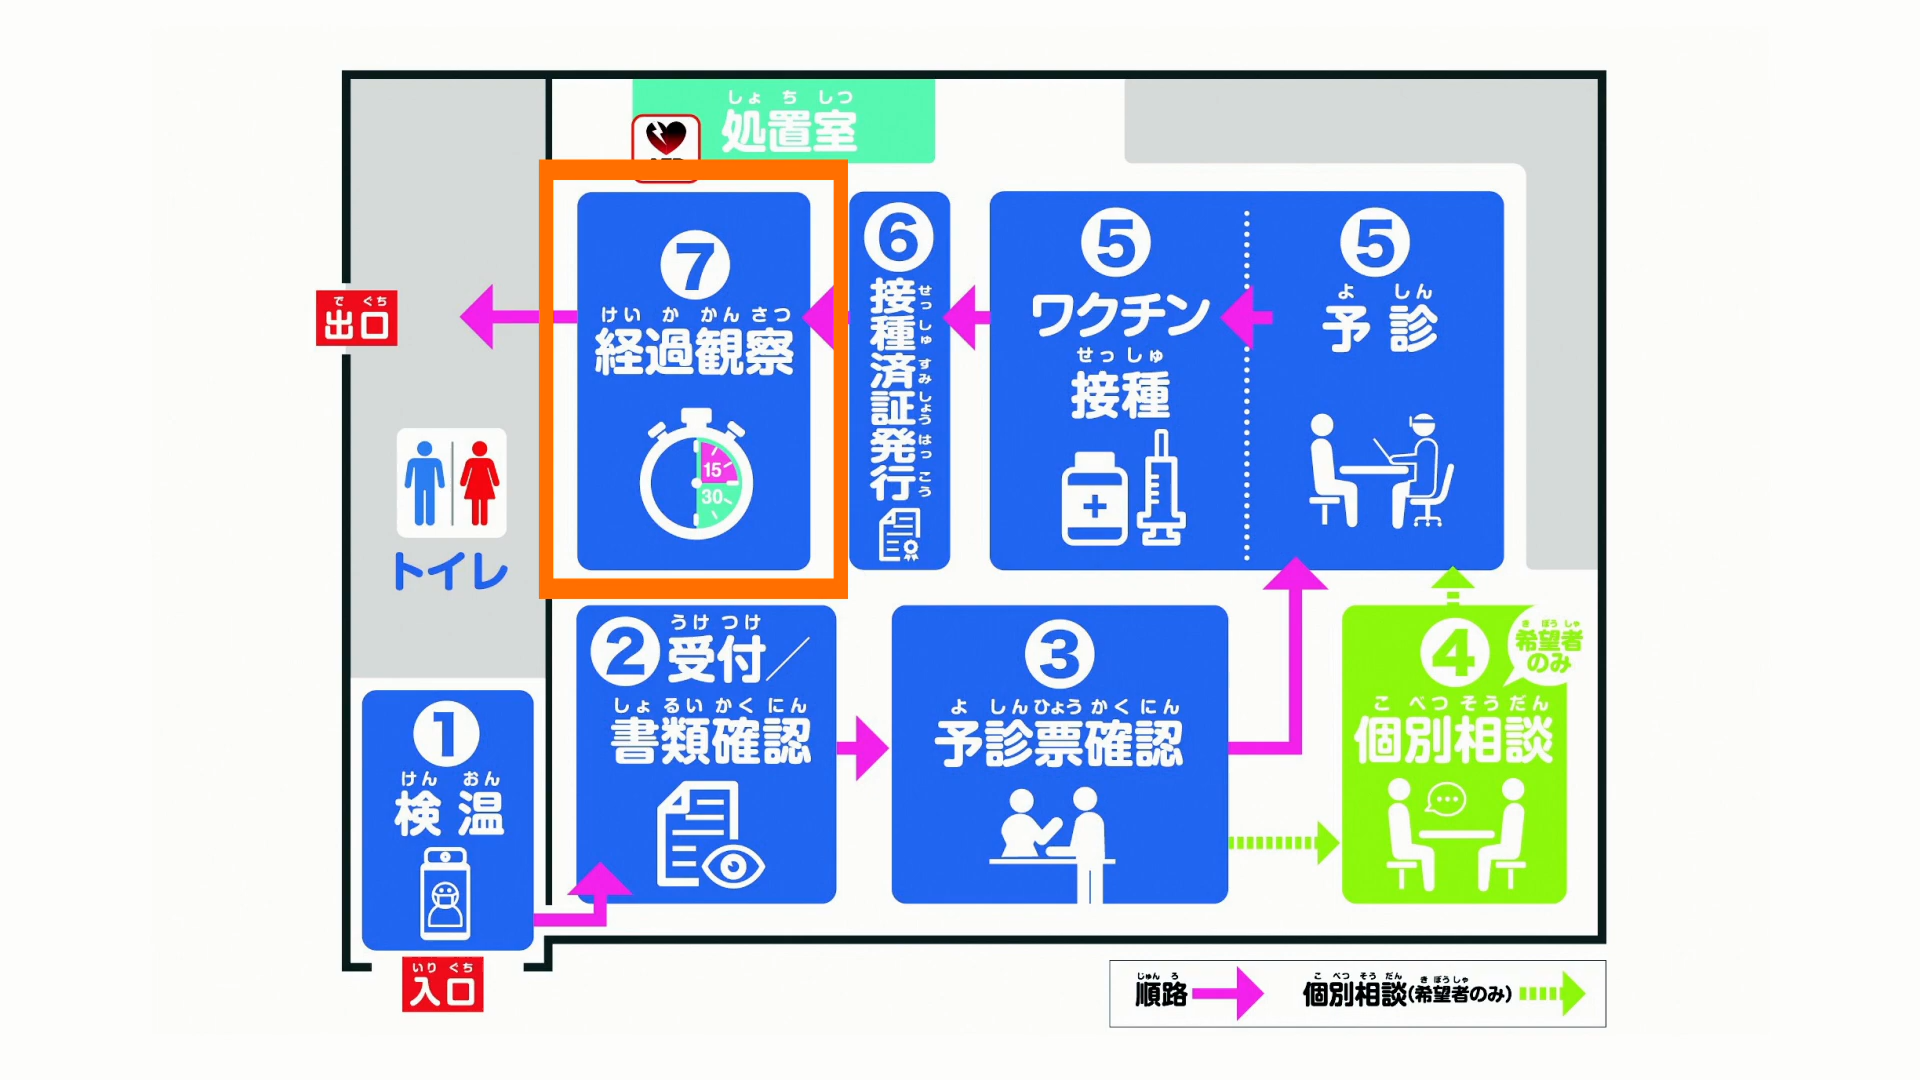 しょ ち しつ
処置室
7
けい か かん さつ
経過観察
15
30
6
接種済証発行
せっ しゅ すみ しょう はっ こう
5
ワクチン
せっ しゅ
接種
5
よ しん
予診
で ぐち
出口
トイレ
1
けん おん
検温
いり ぐち
入口
2
うけ つけ
受付／
しょ るい かく にん
書類確認
3
よ しん ひょう かく にん
予診票確認
4
き ぼう しゃ
希望者
のみ
こ べつ そう だん
個別相談
じゅん ろ
順路
こ べつ そう だん き ぼう しゃ
個別相談(希望者のみ)